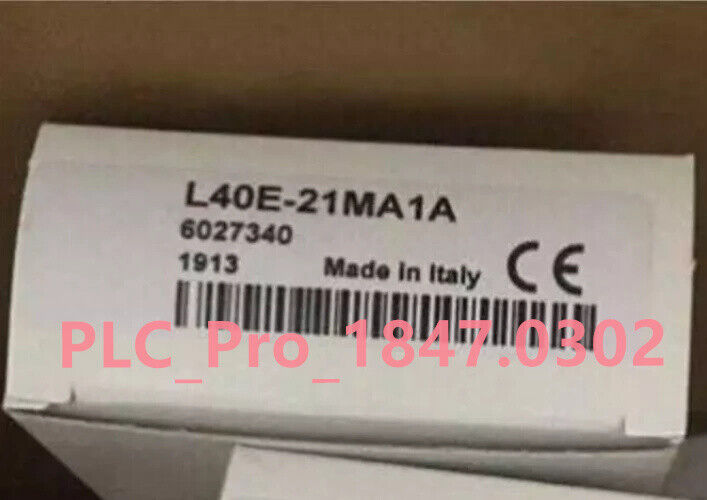 L40E-21MA1A
6027340
1913 Made in Italy CE
PLC_Pro_1847.0302